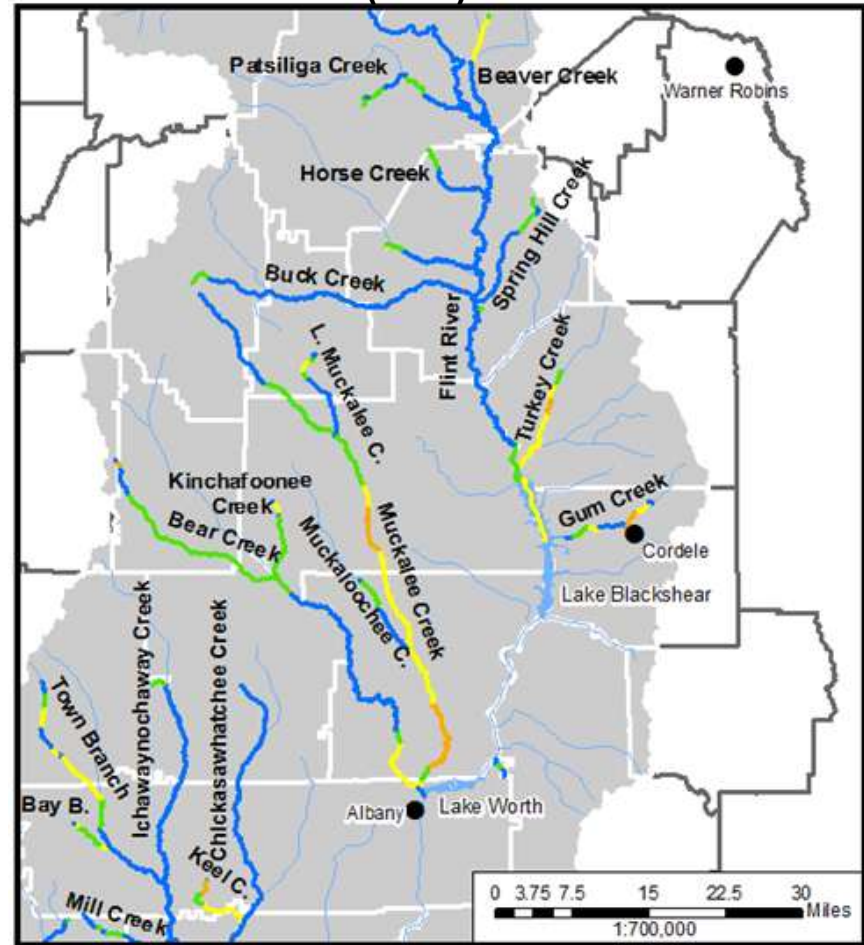 Patsiliga Creek
Beaver Creek
Warner Robins
Horse Creek
Spring Hill Creek
Buck Creek
Flint River
L. Muckalee C.
Turkey Creek
Kinchafoonee
Creek
Gum Creek
Bear Creek
Muckaloochee C.
Muckalee Creek
Cordele
Lake Blackshear
Ichawaynochaway Creek
Chickasawhatchee Creek
Town Branch
Bay B.
Albany
Lake Worth
Keel C.
Mill Creek
0 3.75 7.5 15 22.5 30
Miles
1:700,000